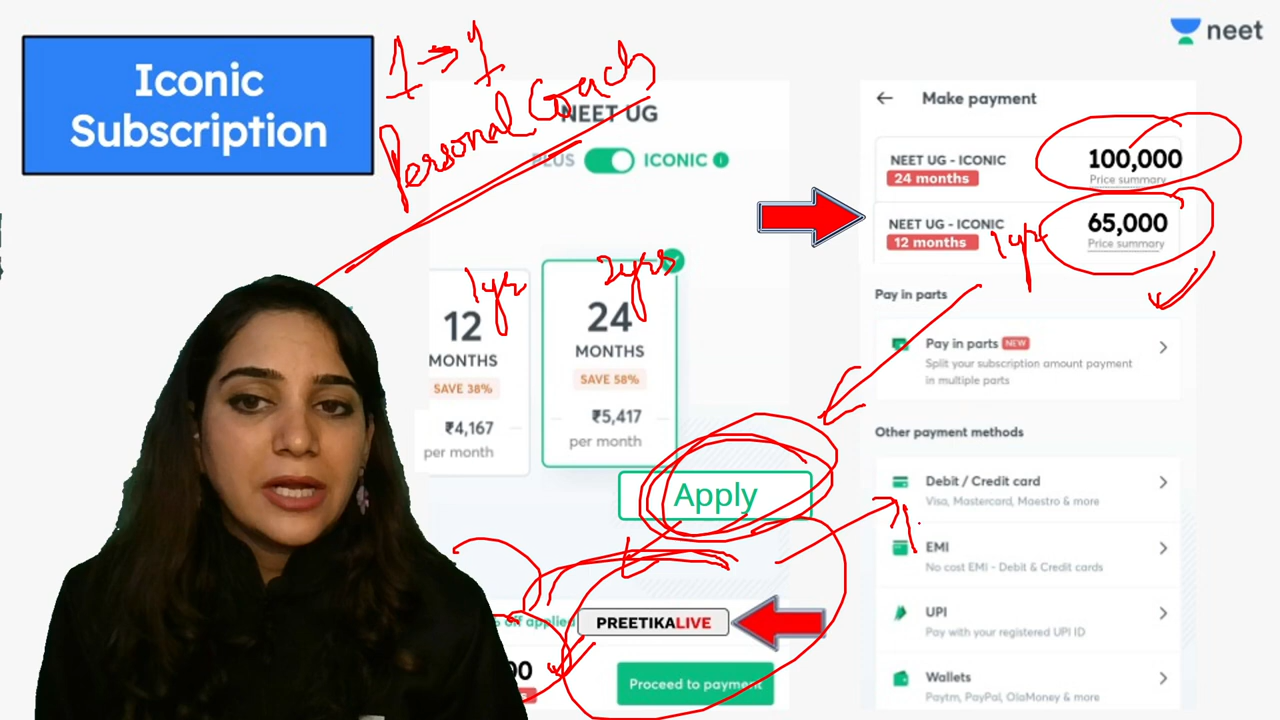 neet
Iconic
Subscription
1 → 1
Personal Coach
NEET UG
ICONIC
1yr
12
MONTHS
SAVE 38%
₹4,167
per month
2yrs
24
MONTHS
SAVE 58%
₹5,417
per month
Apply
off applied
PREETIKALIVE
Proceed to payment
Make payment
NEET UG - ICONIC
24 months
100,000
Price summary
NEET UG - ICONIC
12 months
65,000
Price summary
1yr
Pay in parts
Pay in parts NEW
Split your subscription amount payment
in multiple parts
Other payment methods
Debit / Credit card
Visa, Mastercard, Maestro & more
EMI
No cost EMI - Debit & Credit cards
UPI
Pay with your registered UPI ID
Wallets
Paytm, PayPal, OlaMoney & more